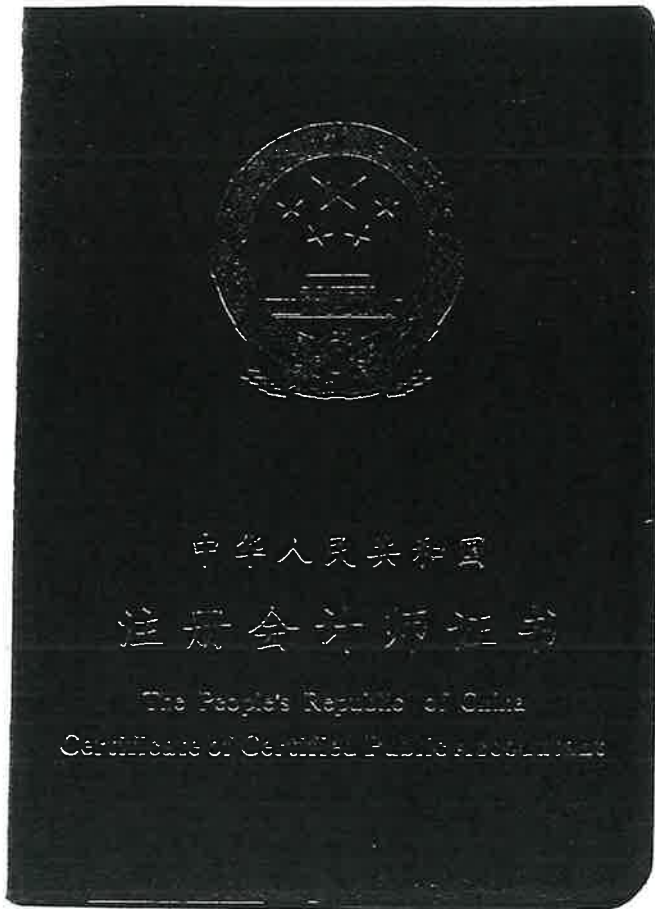 中华人民共和国
注册会计师证书
The People's Republic of China
Certificate of Certified Public Accountants